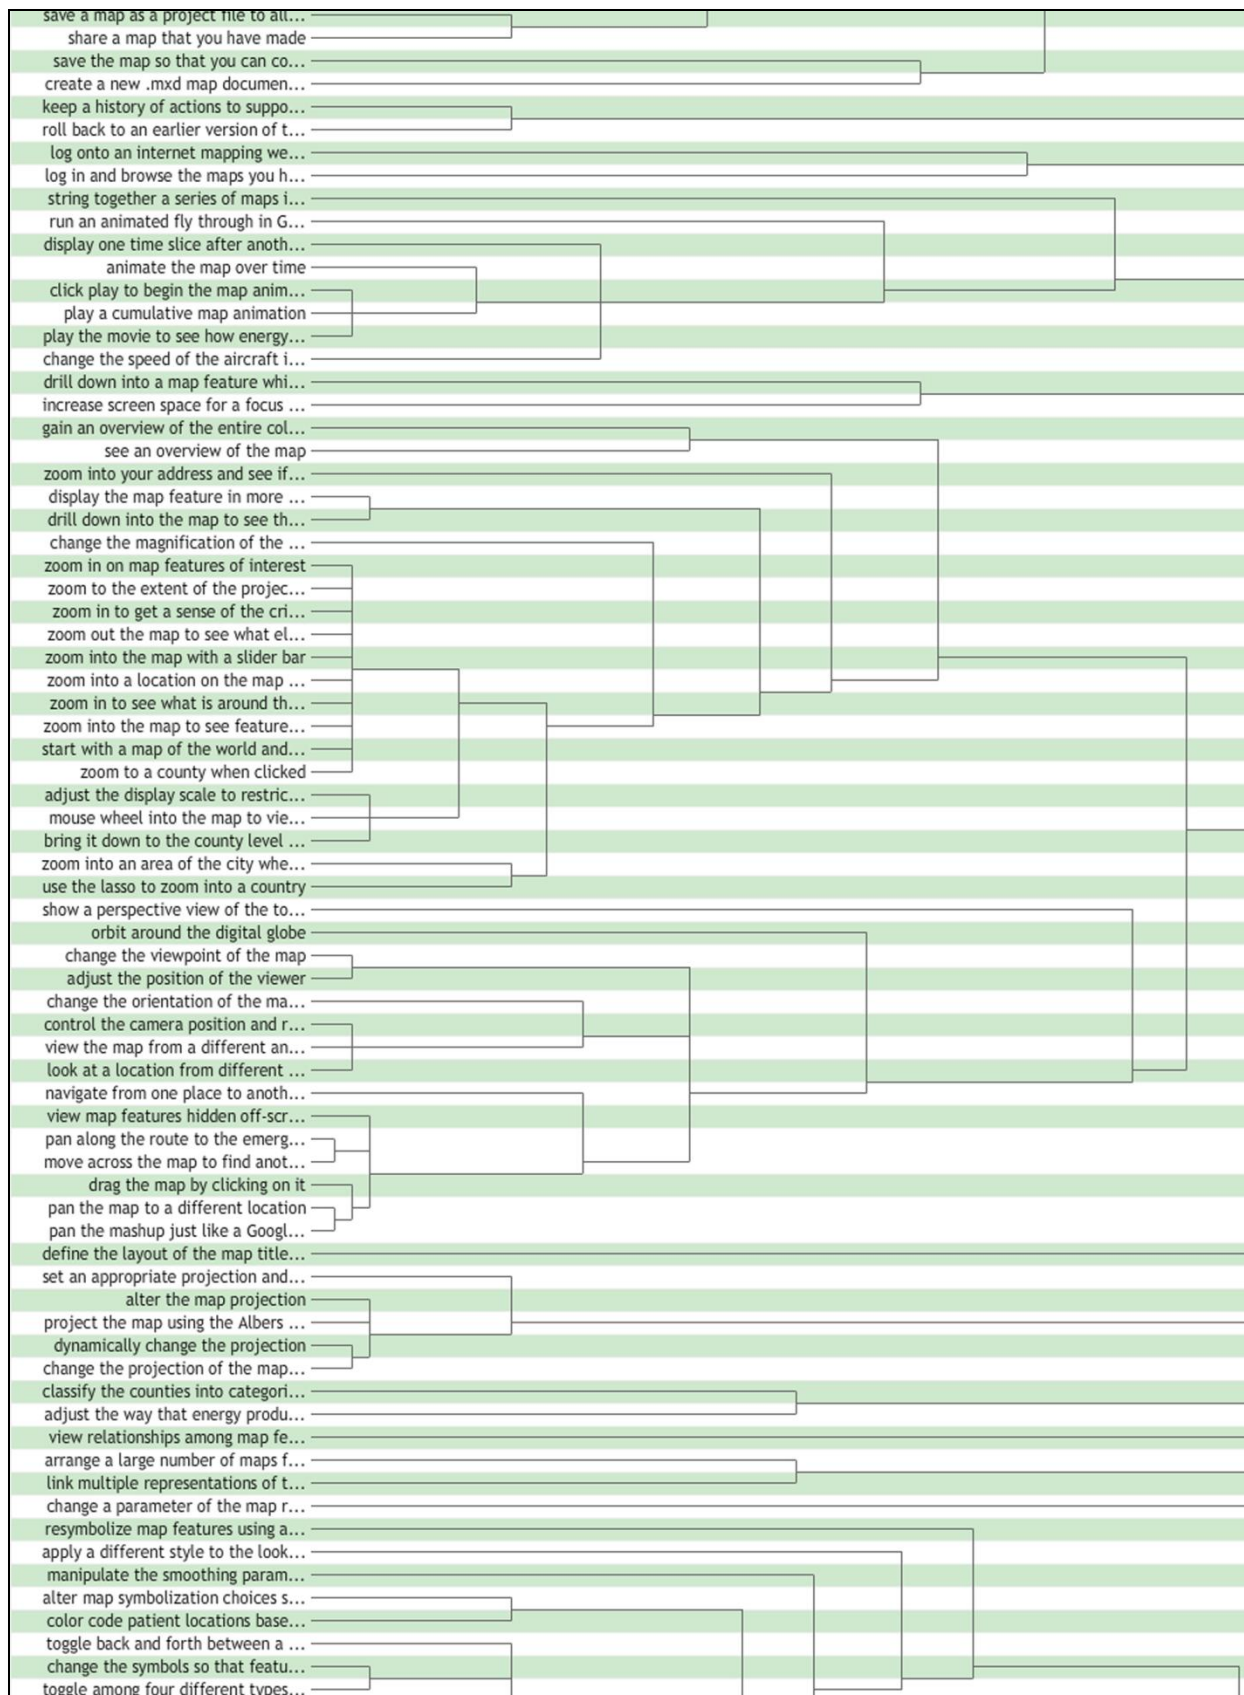 save a map as a project file to all...
share a map that you have made
save the map so that you can co...
create a new .mxd map documen...
keep a history of actions to suppo...
roll back to an earlier version of t...
log onto an internet mapping we...
log in and browse the maps you h...
string together a series of maps i...
run an animated fly through in G...
display one time slice after anoth...
animate the map over time
click play to begin the map anim...
play a cumulative map animation
play the movie to see how energy...
change the speed of the aircraft i...
drill down into a map feature whi...
increase screen space for a focus ...
gain an overview of the entire col...
see an overview of the map
zoom into your address and see if...
display the map feature in more ...
drill down into the map to see th...
change the magnification of the ...
zoom in on map features of interest
zoom to the extent of the projec...
zoom in to get a sense of the cri...
zoom out the map to see what el...
zoom into the map with a slider bar
zoom into a location on the map ...
zoom in to see what is around th...
zoom into the map to see feature...
start with a map of the world and...
zoom to a county when clicked
adjust the display scale to restric...
mouse wheel into the map to vie...
bring it down to the county level ...
zoom into an area of the city whe...
use the lasso to zoom into a country
show a perspective view of the to...
orbit around the digital globe
change the viewpoint of the map
adjust the position of the viewer
change the orientation of the ma...
control the camera position and r...
view the map from a different an...
look at a location from different ...
navigate from one place to anoth...
view map features hidden off-scr...
pan along the route to the emerg...
move across the map to find anot...
drag the map by clicking on it
pan the map to a different location
pan the mashup just like a Googl...
define the layout of the map title...
set an appropriate projection and...
alter the map projection
project the map using the Albers ...
dynamically change the projection
change the projection of the map...
classify the counties into categori...
adjust the way that energy produ...
view relationships among map fe...
arrange a large number of maps f...
link multiple representations of t...
change a parameter of the map r...
resymbolize map features using a...
apply a different style to the look...
manipulate the smoothing param...
alter map symbolization choices s...
color code patient locations base...
toggle back and forth between a ...
change the symbols so that featu...
toggle among four different types...